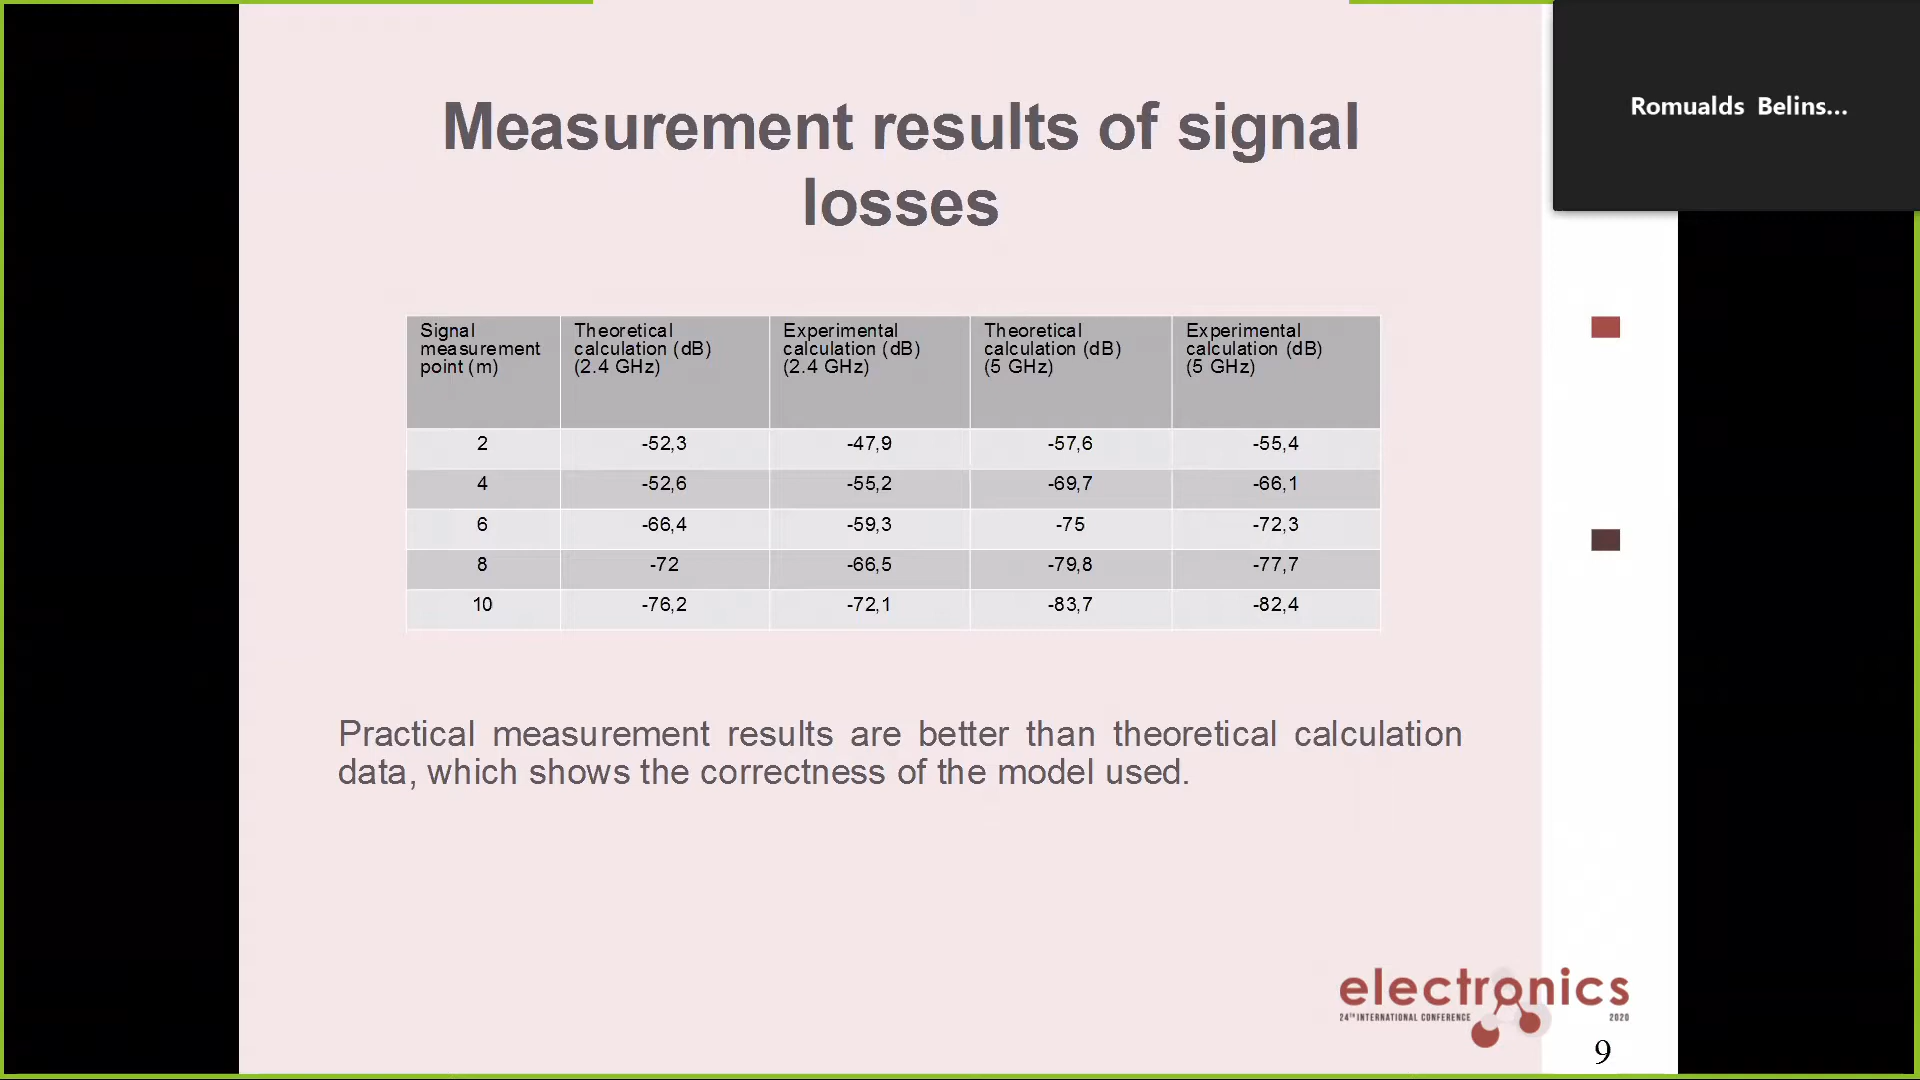 Measurement results of signal
losses
Romualds Belins...
Signal measurement point (m) Theoretical calculation (dB) (2.4 GHz) Experimental calculation (dB) (2.4 GHz) Theoretical calculation (dB) (5 GHz) Experimental calculation (dB) (5 GHz)
2 -52,3 -47,9 -57,6 -55,4
4 -52,6 -55,2 -69,7 -66,1
6 -66,4 -59,3 -75 -72,3
8 -72 -66,5 -79,8 -77,7
10 -76,2 -72,1 -83,7 -82,4
Practical measurement results are better than theoretical calculation
data, which shows the correctness of the model used.
electronics
24TH INTERNATIONAL CONFERENCE 2020
9